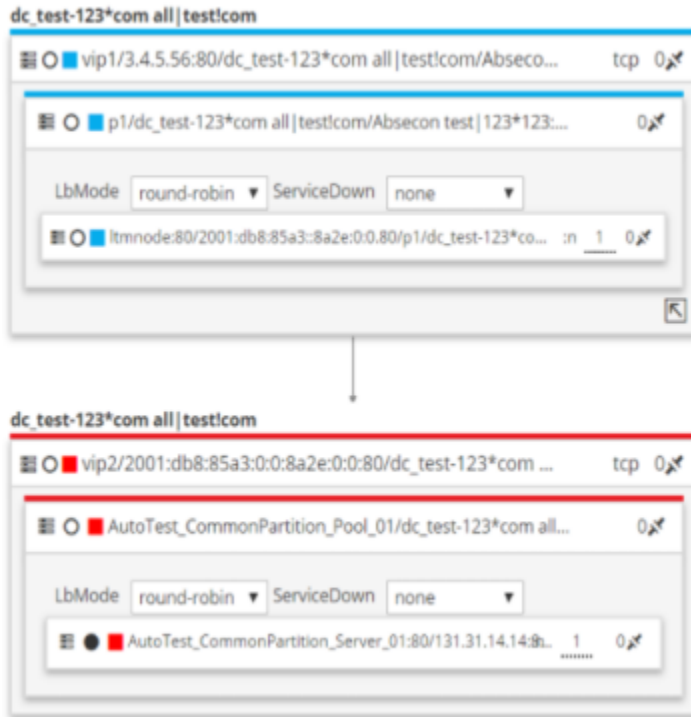 dc_test-123*com all|test!com
vip1/3.4.5.56:80/dc_test-123*com all|test!com/Absecon... tcp 0
p1/dc_test-123*com all|test!com/Absecon test|123*123:... 0
LbMode round-robin ServiceDown none
ltmnode:80/2001:db8:85a3::8a2e:0:0.80/p1/dc_test-123*co... :n 1 0
dc_test-123*com all|test!com
vip2/2001:db8:85a3:0:0:8a2e:0:0:80/dc_test-123*com ... tcp 0
AutoTest_CommonPartition_Pool_01/dc_test-123*com all... 0
LbMode round-robin ServiceDown none
AutoTest_CommonPartition_Server_01:80/131.31.14.14: 1 0